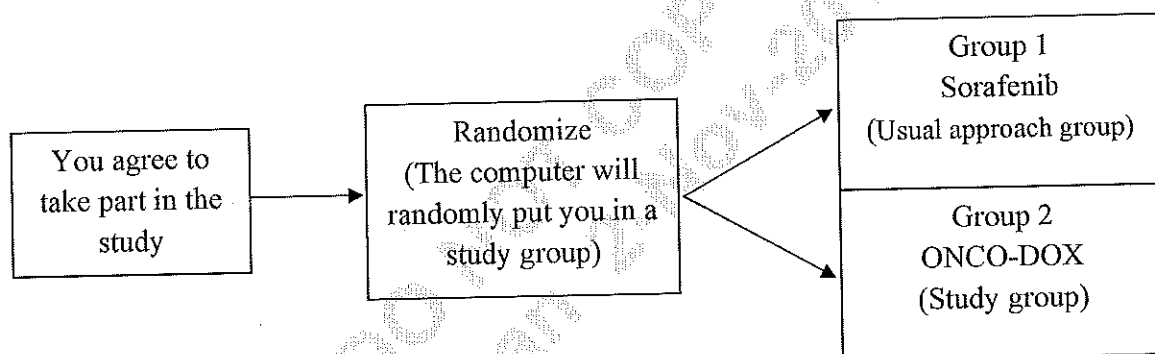 You agree to
take part in the
study
Randomize
(The computer will
randomly put you in a
study group)
Group 1
Sorafenib
(Usual approach group)
Group 2
ONCO-DOX
(Study group)